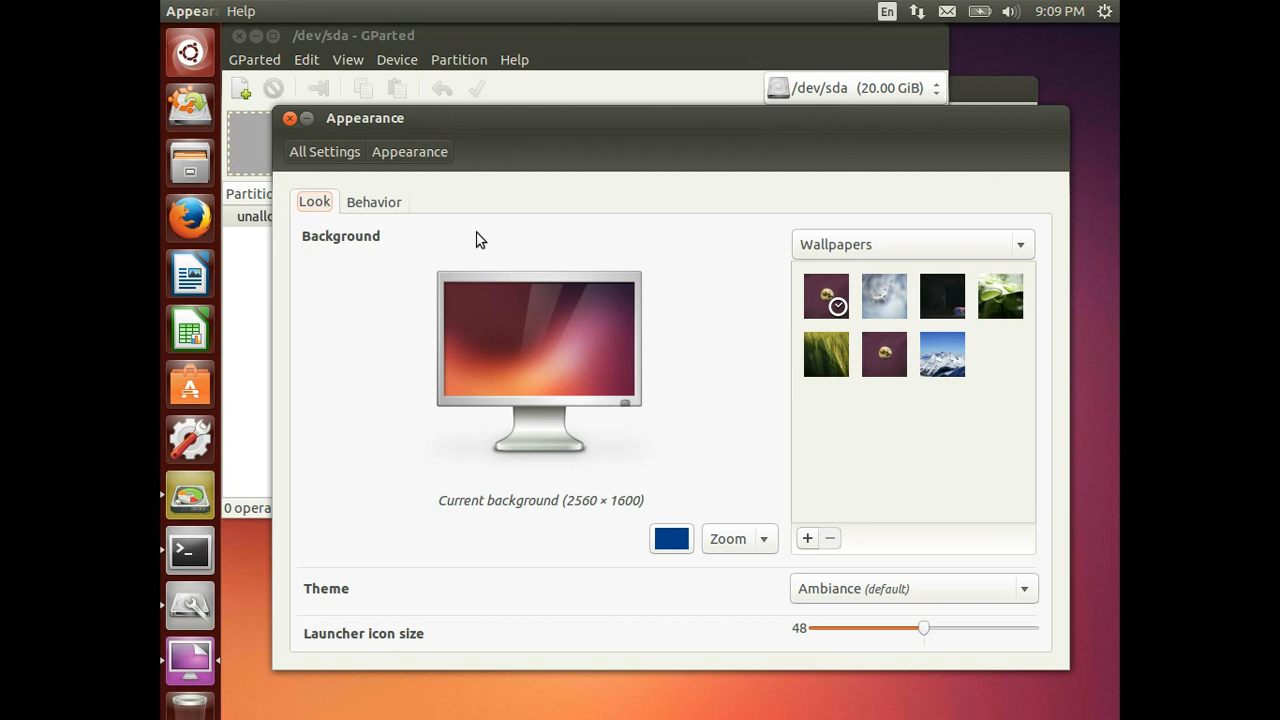 Appear Help
En 9:09 PM
/dev/sda - GParted
GParted Edit View Device Partition Help
/dev/sda (20.00 GiB)
Appearance
All Settings Appearance
Partitio
unallo
Look Behavior
Background
Wallpapers
Current background (2560 × 1600)
0 opera
Zoom
+ −
Theme
Ambiance (default)
Launcher icon size
48